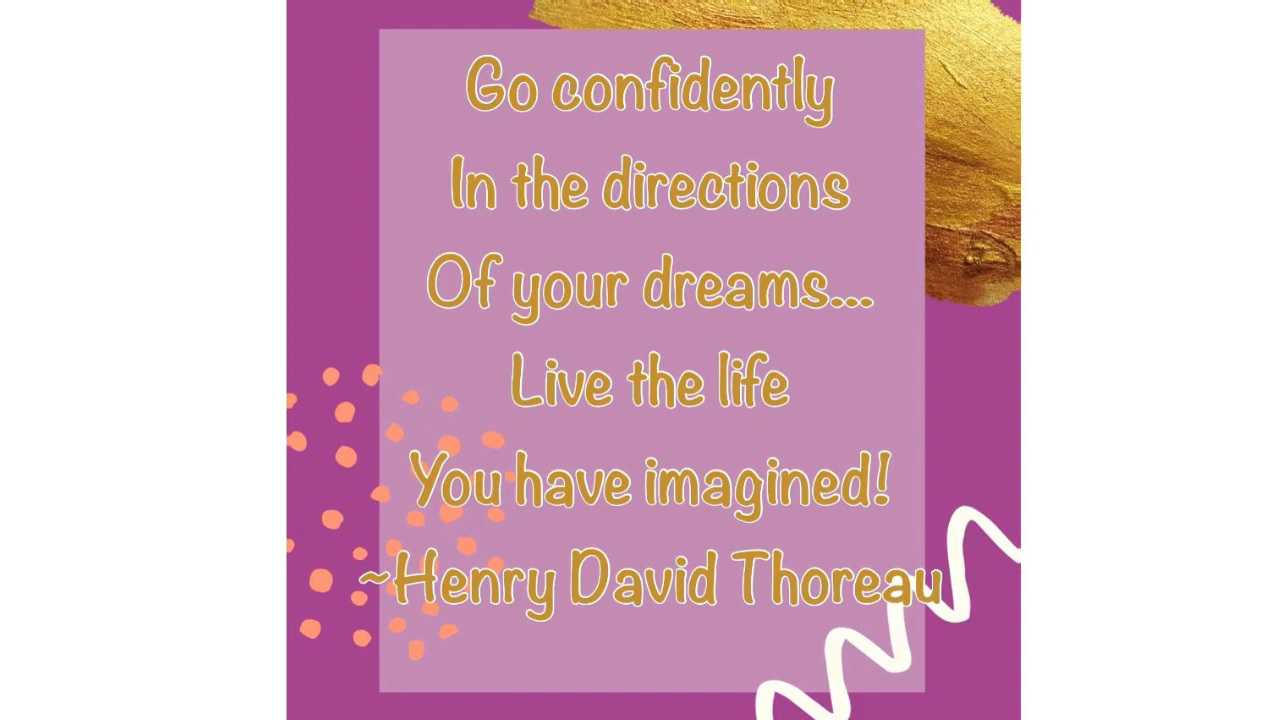 Go confidently
In the directions
Of your dreams...
Live the life
You have imagined!
~Henry David Thoreau